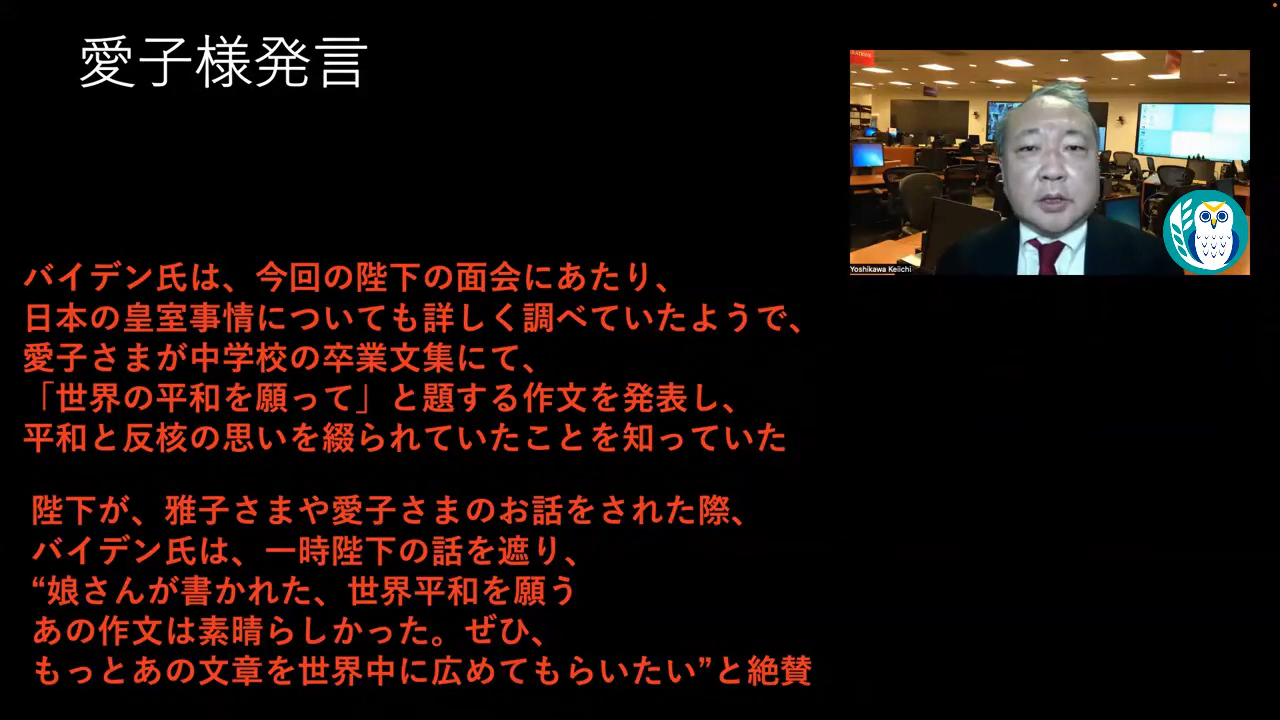 愛子様発言
RATIONS
Yoshikawa Keiichi
バイデン氏は、今回の陛下の面会にあたり、
日本の皇室事情についても詳しく調べていたようで、
愛子さまが中学校の卒業文集にて、
「世界の平和を願って」と題する作文を発表し、
平和と反核の思いを綴られていたことを知っていた
陛下が、雅子さまや愛子さまのお話をされた際、
バイデン氏は、一時陛下の話を遮り、
“娘さんが書かれた、世界平和を願う
あの作文は素晴らしかった。ぜひ、
もっとあの文章を世界中に広めてもらいたい”と絶賛